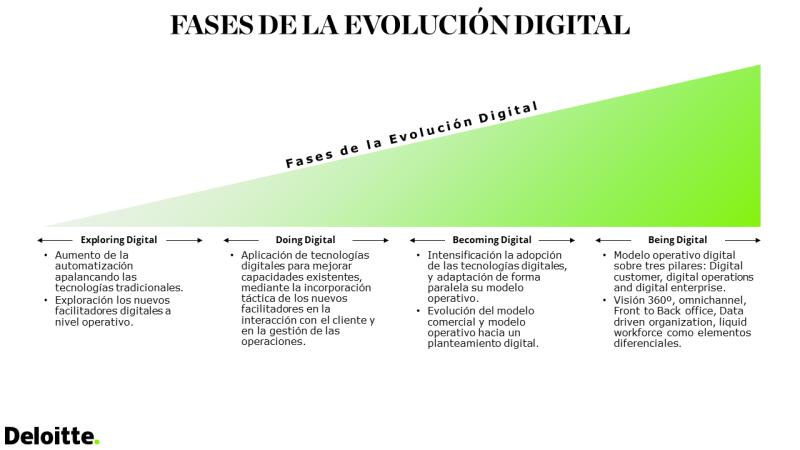 FASES DE LA EVOLUCIÓN DIGITAL
Fases de la Evolución Digital
Exploring Digital
• Aumento de la
automatización
apalancando las
tecnologías tradicionales.
• Exploración los nuevos
facilitadores digitales a
nivel operativo.
Doing Digital
• Aplicación de tecnologías
digitales para mejorar
capacidades existentes,
mediante la incorporación
táctica de los nuevos
facilitadores en la
interacción con el cliente y
en la gestión de las
operaciones.
Becoming Digital
• Intensificación la adopción
de las tecnologías digitales,
y adaptación de forma
paralela su modelo
operativo.
• Evolución del modelo
comercial y modelo
operativo hacia un
planteamiento digital.
Being Digital
• Modelo operativo digital
sobre tres pilares: Digital
customer, digital operations
and digital enterprise.
• Visión 360º, omnichannel,
Front to Back office, Data
driven organization, liquid
workforce como elementos
diferenciales.
Deloitte.